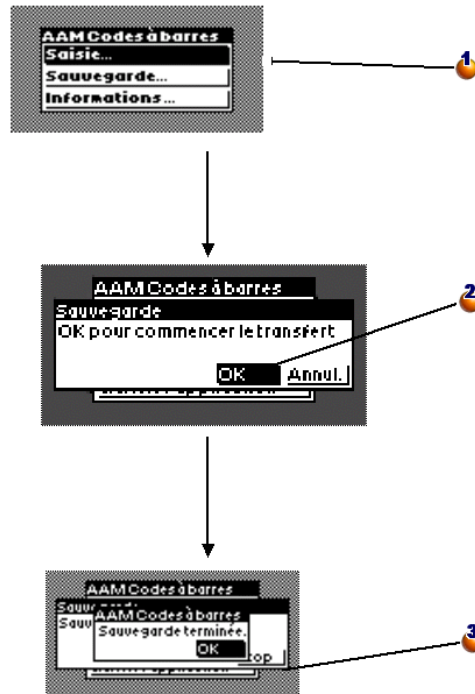 AAM Codes à barres
Saisie...
Sauvegarde...
Informations...
1
AAM Codes à barres
Sauvegarde
OK pour commencer le transfert
OK Annul.
2
AAM Codes à barres
AAM Codes à barres
Sauvegarde terminée.
OK
3